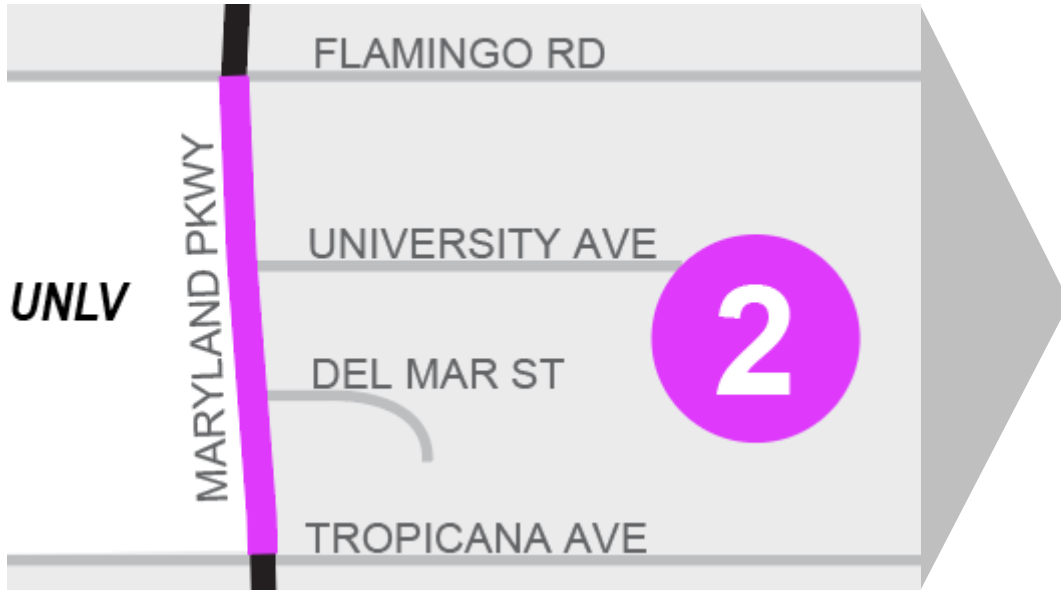 FLAMINGO RD
MARYLAND PKWY
UNIVERSITY AVE
UNLV
2
DEL MAR ST
TROPICANA AVE